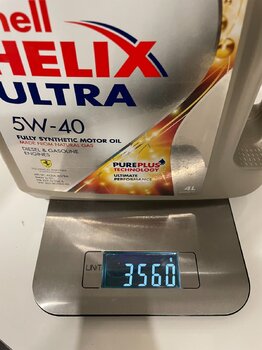 hell
HELIX
ULTRA
5W-40
FULLY SYNTHETIC MOTOR OIL
MADE FROM NATURAL GAS
DIESEL & GASOLINE
ENGINES
PUREPLUS
TECHNOLOGY
ULTIMATE
PERFORMANCE
4L
UNIT
3560